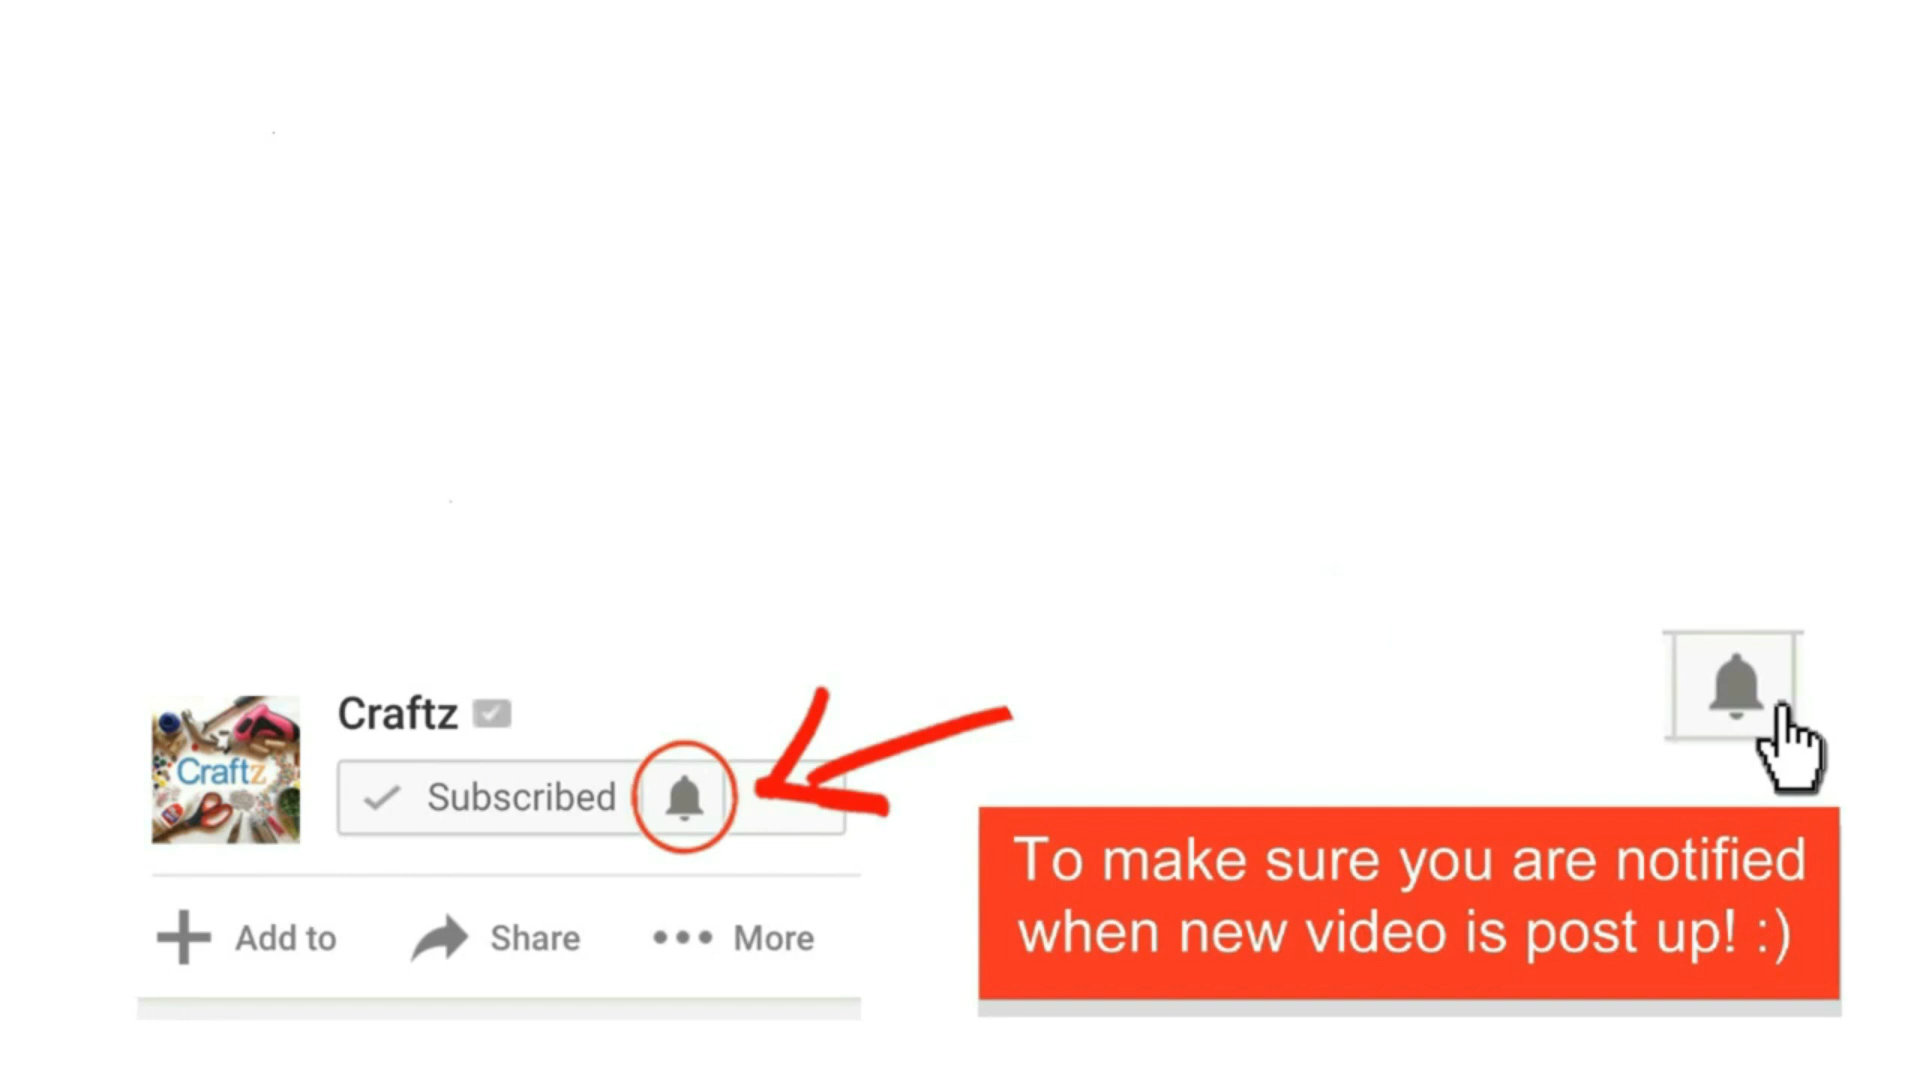 Craftz
Craftz
Subscribed
Add to
Share
More
To make sure you are notified
when new video is post up! :)